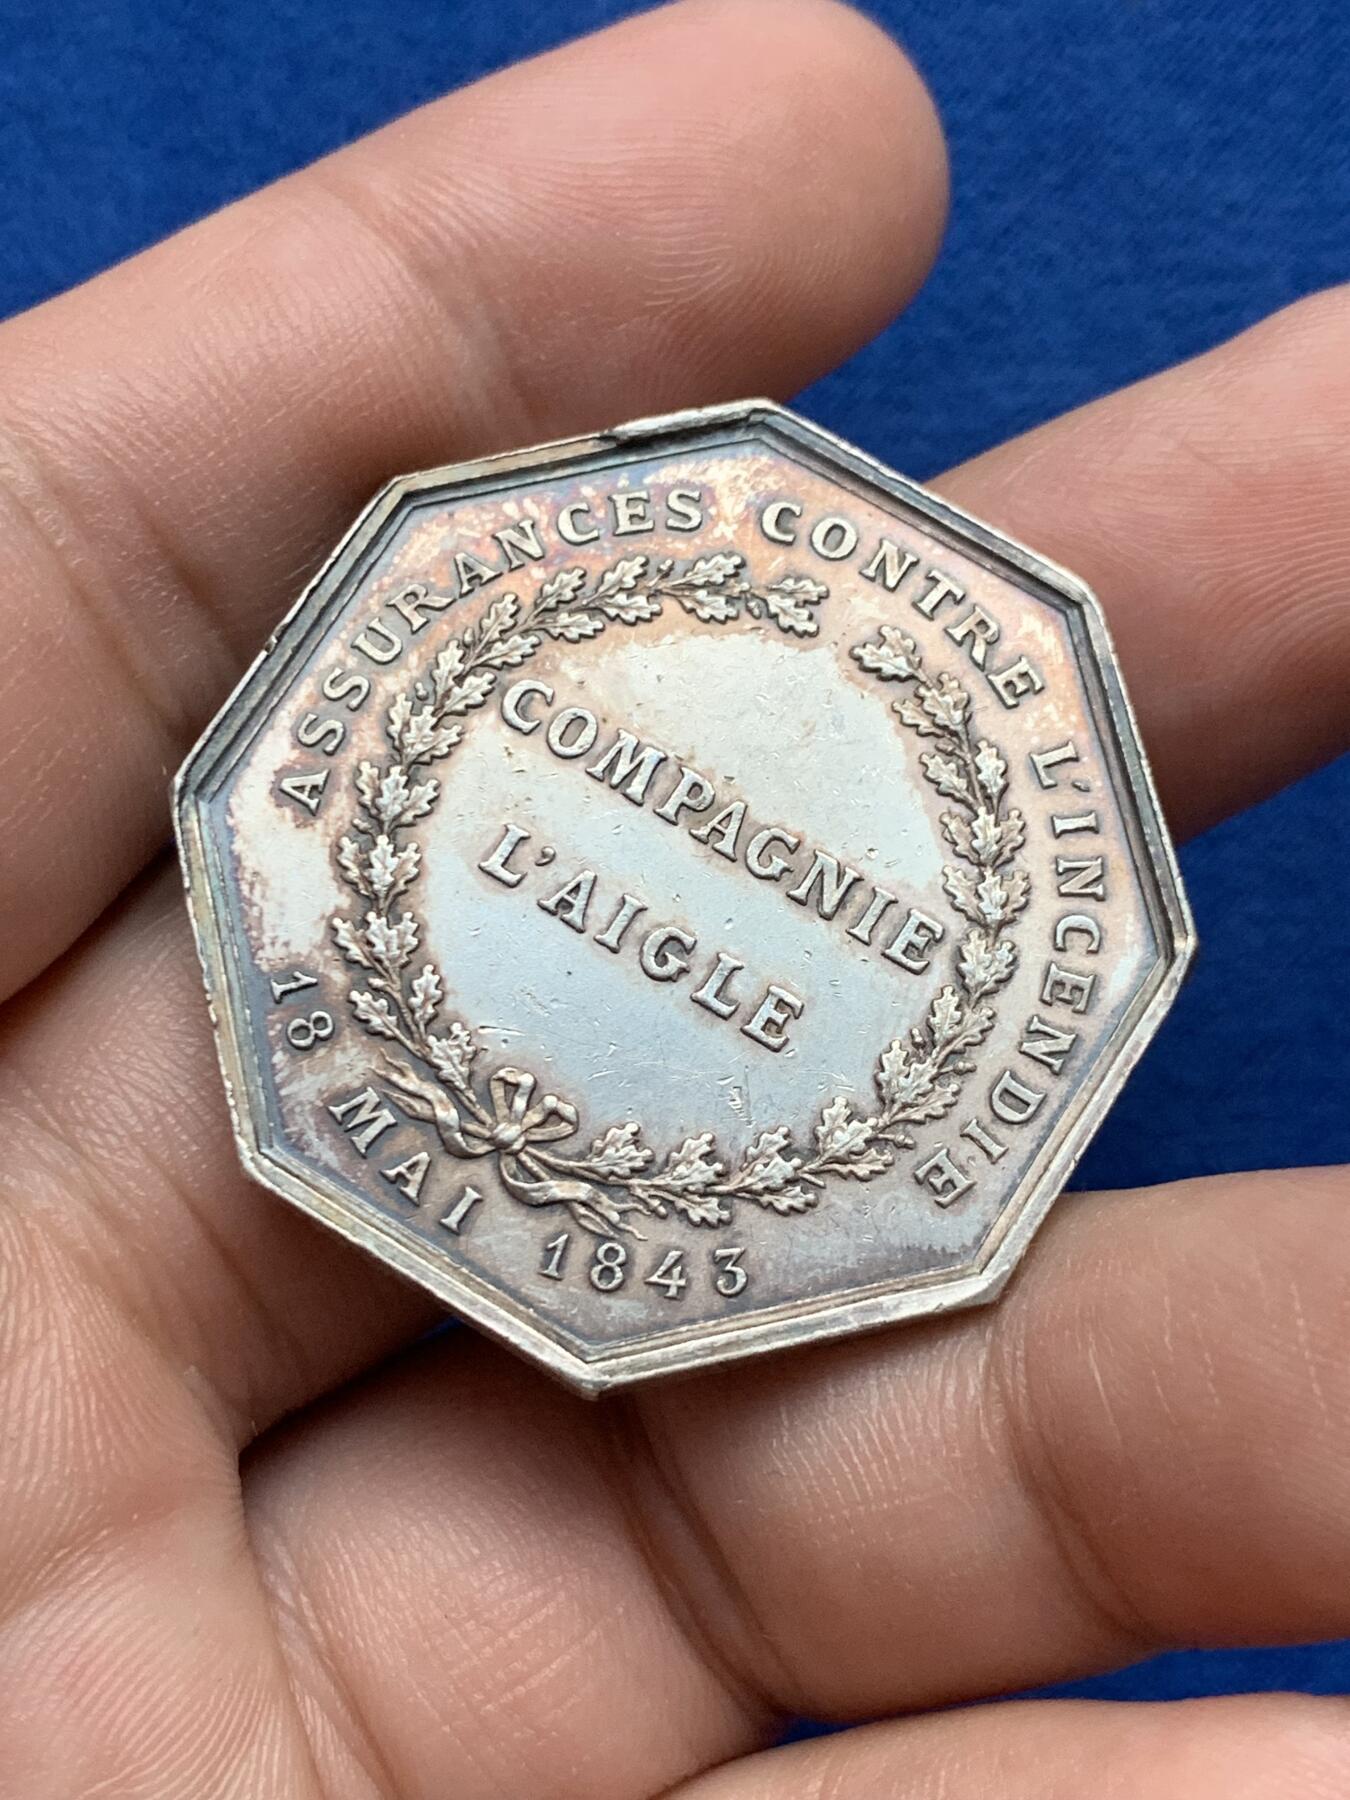 ASSURANCES CONTRE L'INCENDIE
COMPAGNIE
L'AIGLE
18 MAI 1843